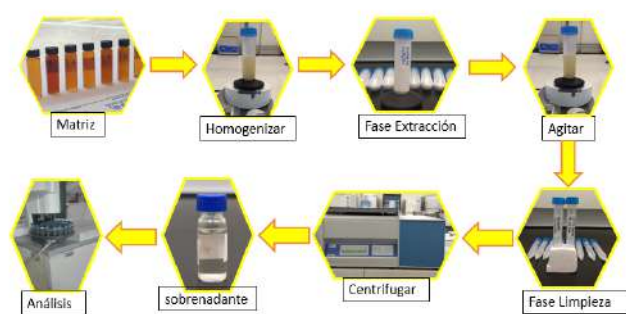 Matriz
Homogenizar
Fase Extracción
Agitar
Fase Limpieza
Centrifugar
sobrenadante
Análisis